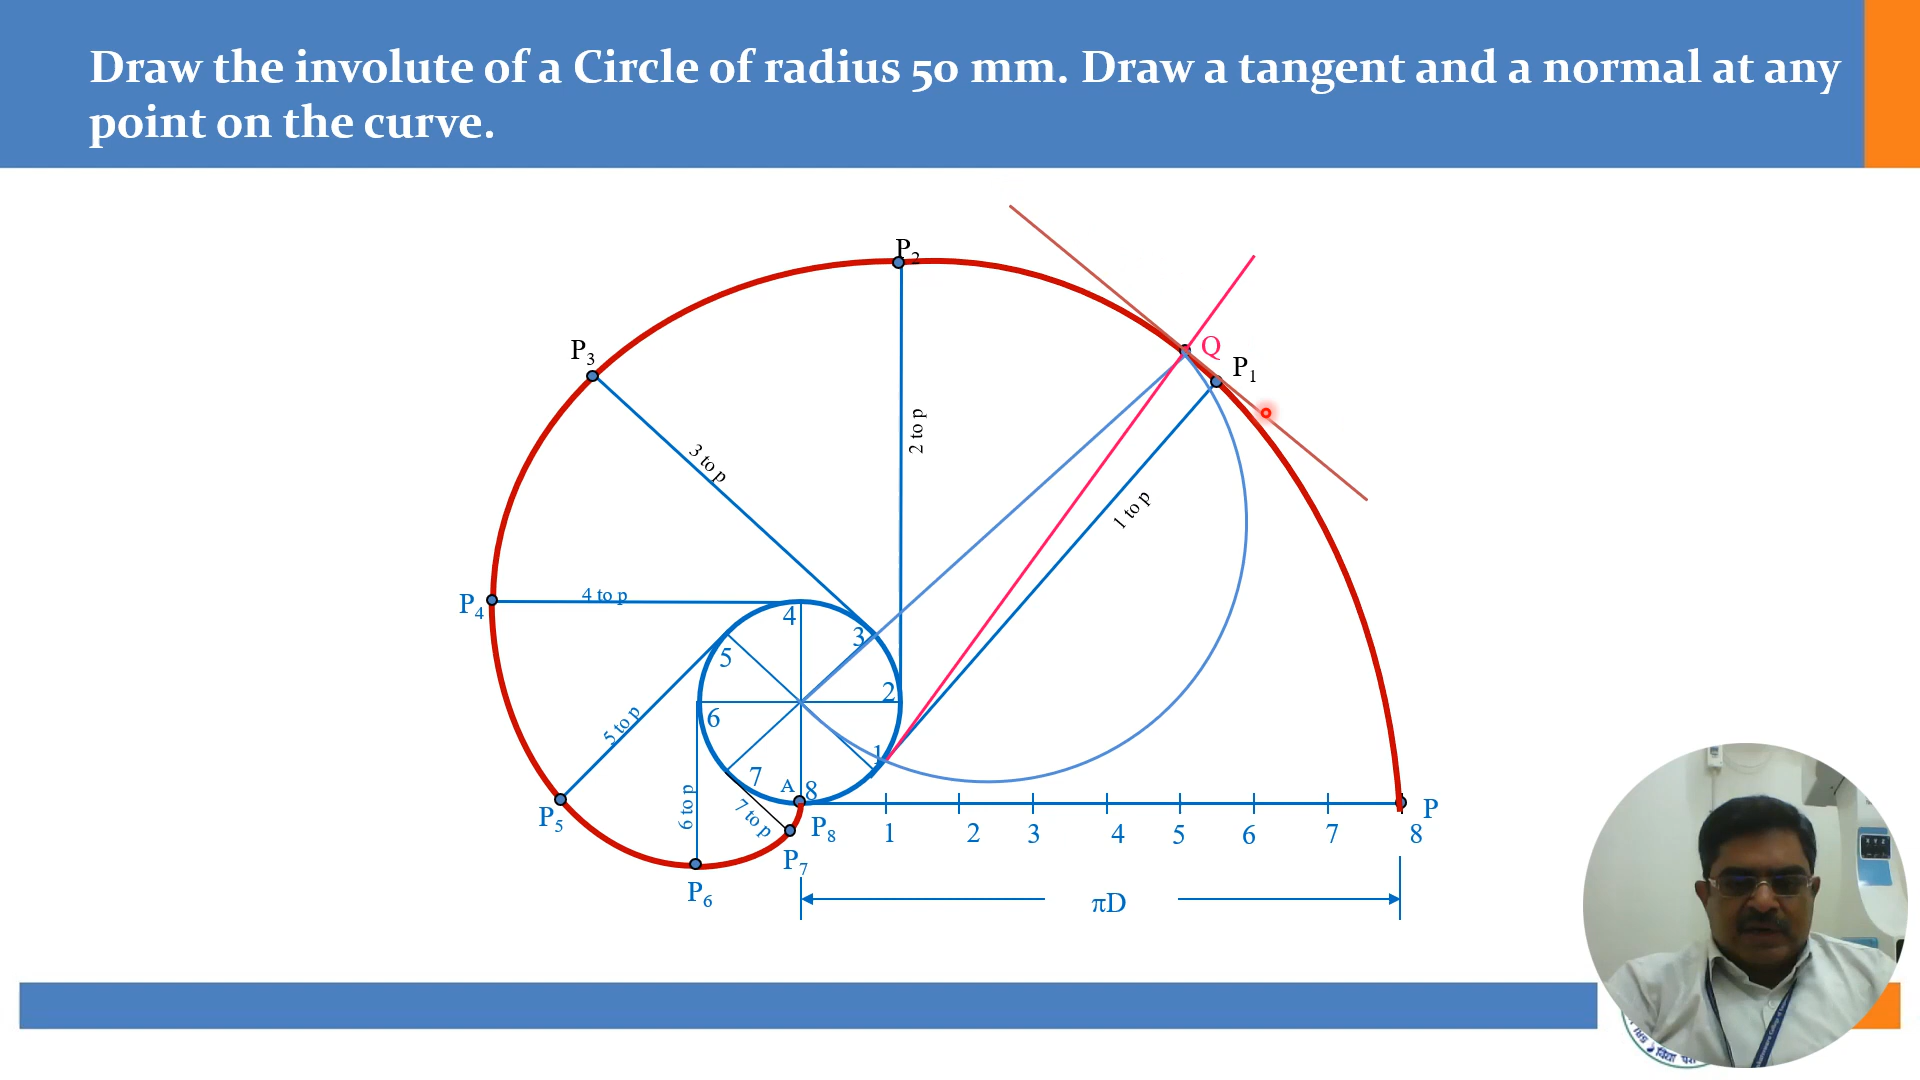 Draw the involute of a Circle of radius 50 mm. Draw a tangent and a normal at any
point on the curve.
P2
Q
P3
P1
2 to p
3 to p
1 to p
P4
4 to p
4
3
5
2
6
5 to p
1
7
A
8
6 to p
7 to p
P5
P8
P
1 2 3 4 5 6 7 8
P7
P6
πD